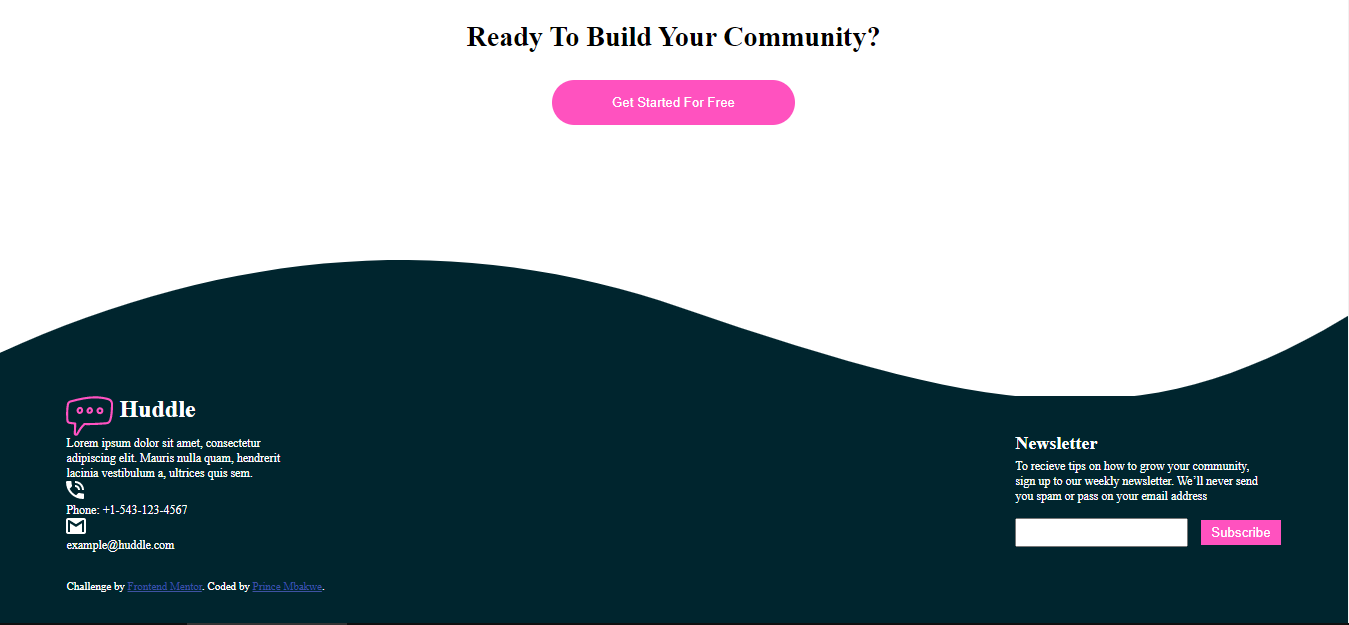 Ready To Build Your Community?
Get Started For Free
Huddle
Lorem ipsum dolor sit amet, consectetur
adipiscing elit. Mauris nulla quam, hendrerit
lacinia vestibulum a, ultrices quis sem.
Phone: +1-543-123-4567
example@huddle.com
Newsletter
To recieve tips on how to grow your community,
sign up to our weekly newsletter. We’ll never send
you spam or pass on your email address
Subscribe
Challenge by Frontend Mentor. Coded by Prince Mbakwe.